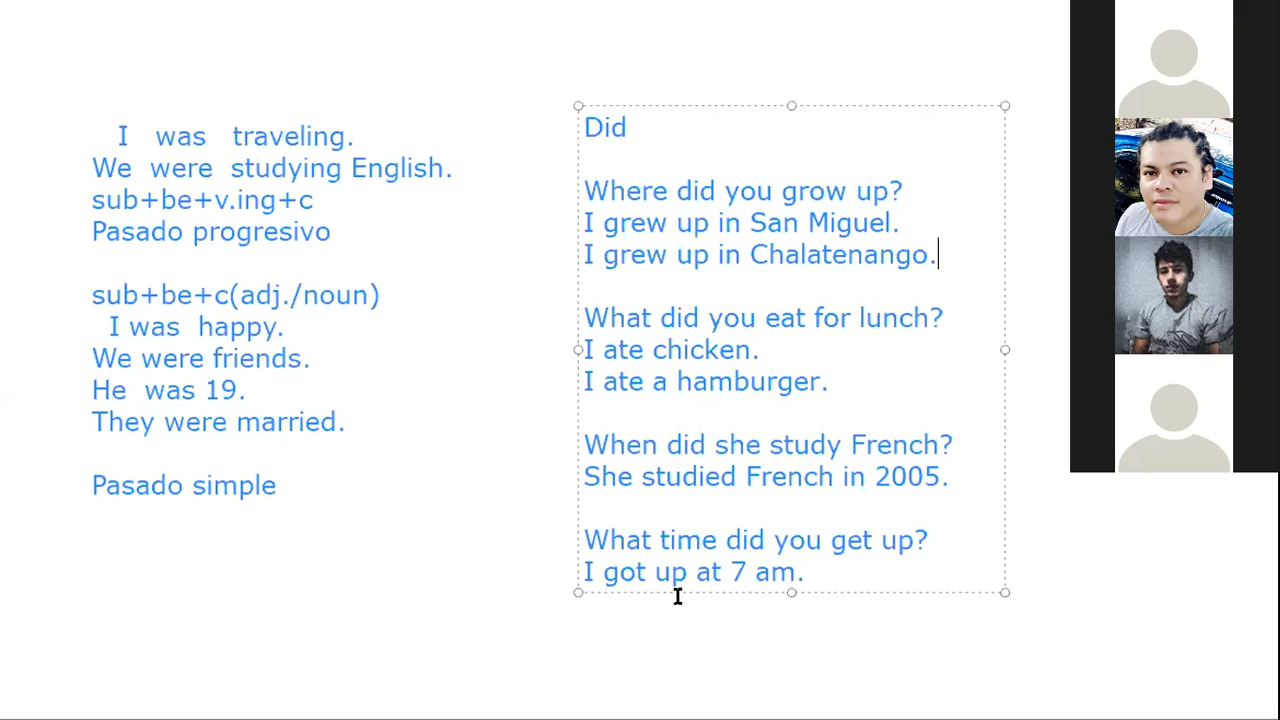 I was traveling.
We were studying English.
sub+be+v.ing+c
Pasado progresivo
sub+be+c(adj./noun)
I was happy.
We were friends.
He was 19.
They were married.
Pasado simple
Did
Where did you grow up?
I grew up in San Miguel.
I grew up in Chalatenango.
What did you eat for lunch?
I ate chicken.
I ate a hamburger.
When did she study French?
She studied French in 2005.
What time did you get up?
I got up at 7 am.